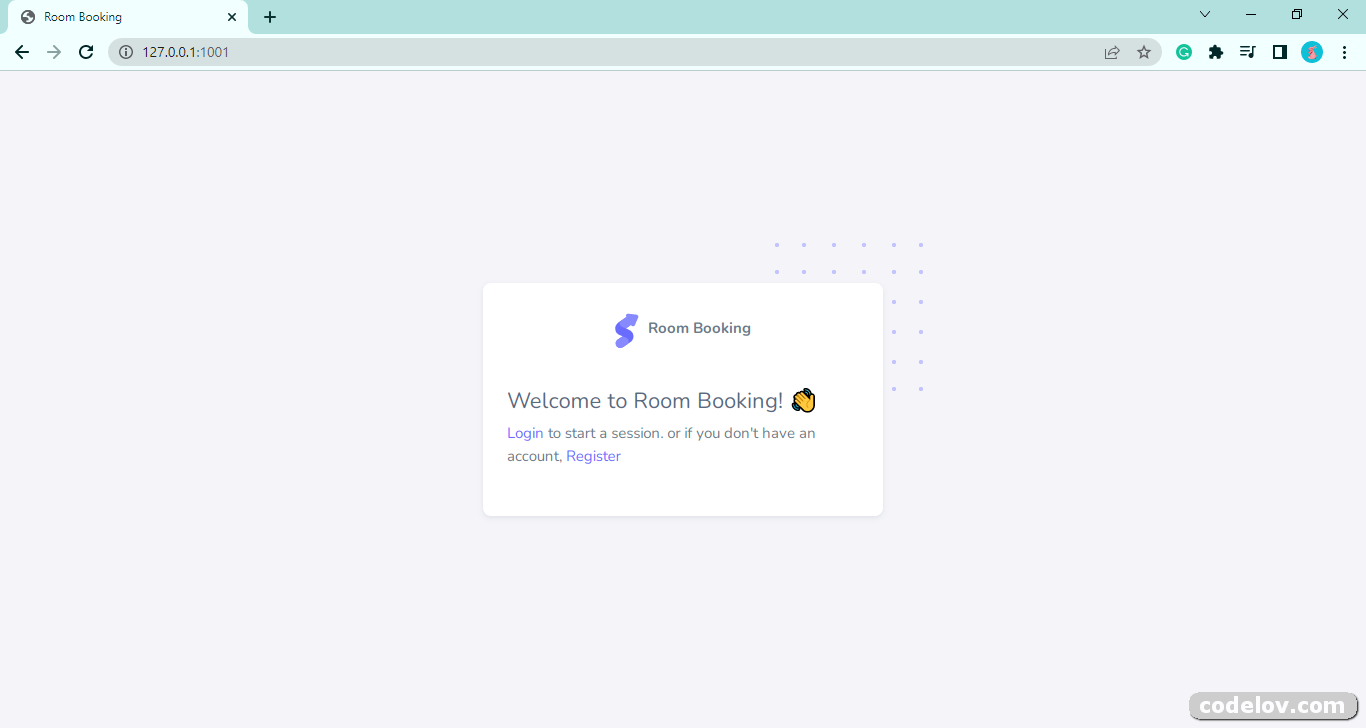 Room Booking
127.0.0.1:1001
Room Booking
Welcome to Room Booking! 👋
Login to start a session. or if you don't have an
account, Register
codelov.com